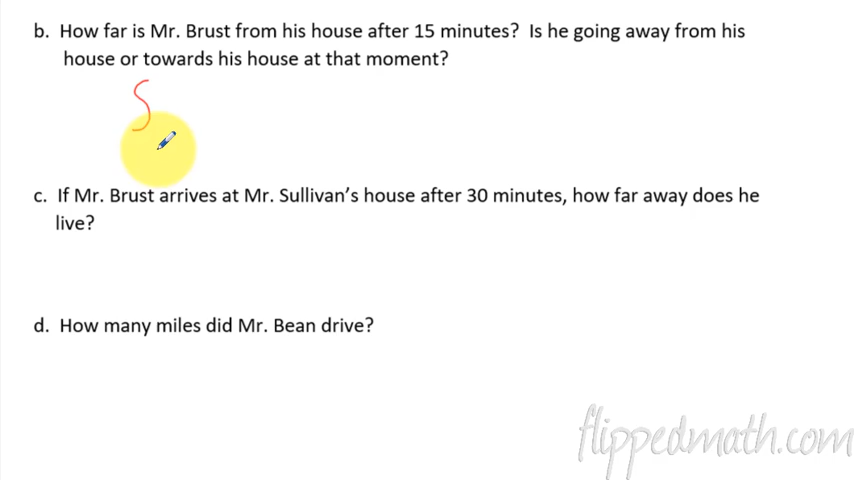 b. How far is Mr. Brust from his house after 15 minutes? Is he going away from his
house or towards his house at that moment?
S
c. If Mr. Brust arrives at Mr. Sullivan's house after 30 minutes, how far away does he
live?
d. How many miles did Mr. Bean drive?
flippedmath.com